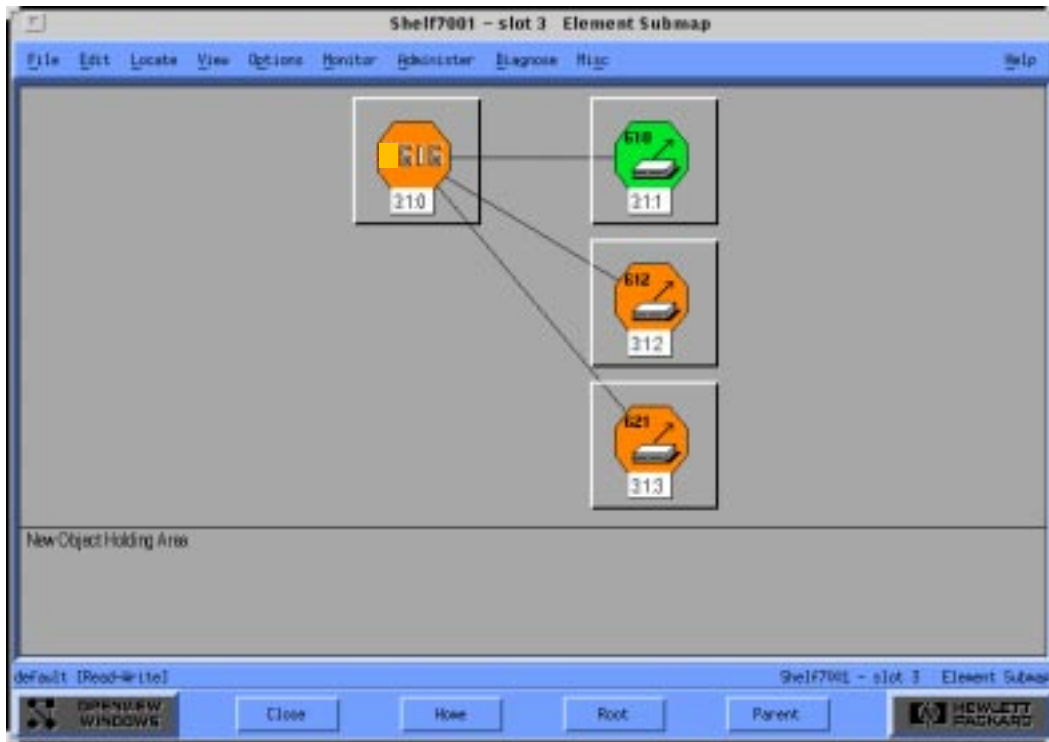 Shelf7001 - slot 3 Element Submap
File Edit Locate View Options Monitor Administer Diagnose Misc Help
GIG
3:1:0
610
3:1:1
612
3:1:2
621
3:1:3
New Object Holding Area
default [Read-Write]
Shelf7001 - slot 3 Element Submap
OPENVIEW
WINDOWS
Close
Home
Root
Parent
HEWLETT
PACKARD